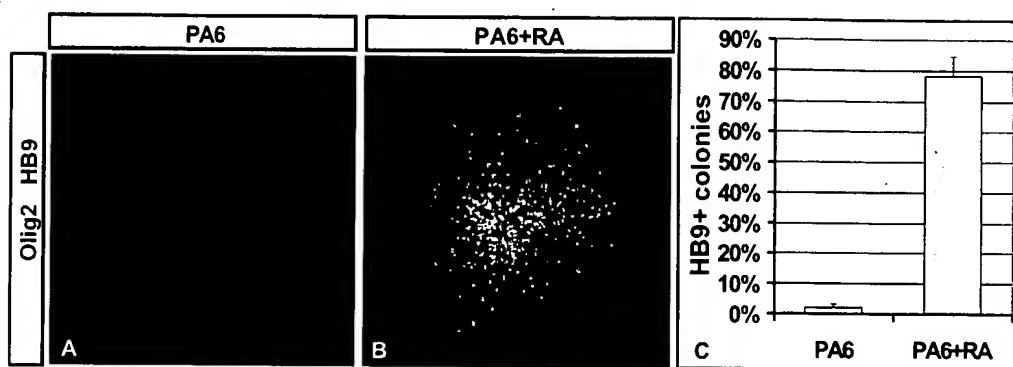 PA6
PA6+RA
Olig2 HB9
A
B
HB9+ colonies
90%
80%
70%
60%
50%
40%
30%
20%
10%
0%
C
PA6
PA6+RA